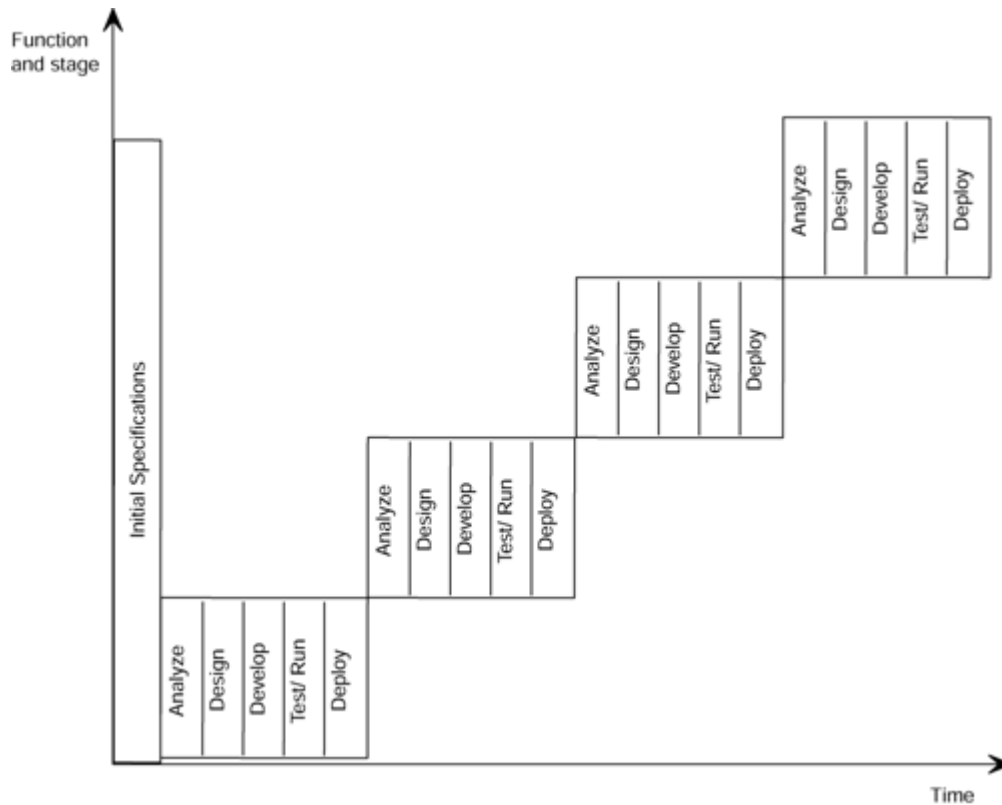 Function
and stage
Initial Specifications
Analyze
Design
Develop
Test/ Run
Deploy
Analyze
Design
Develop
Test/ Run
Deploy
Analyze
Design
Develop
Test/ Run
Deploy
Analyze
Design
Develop
Test/ Run
Deploy
Time